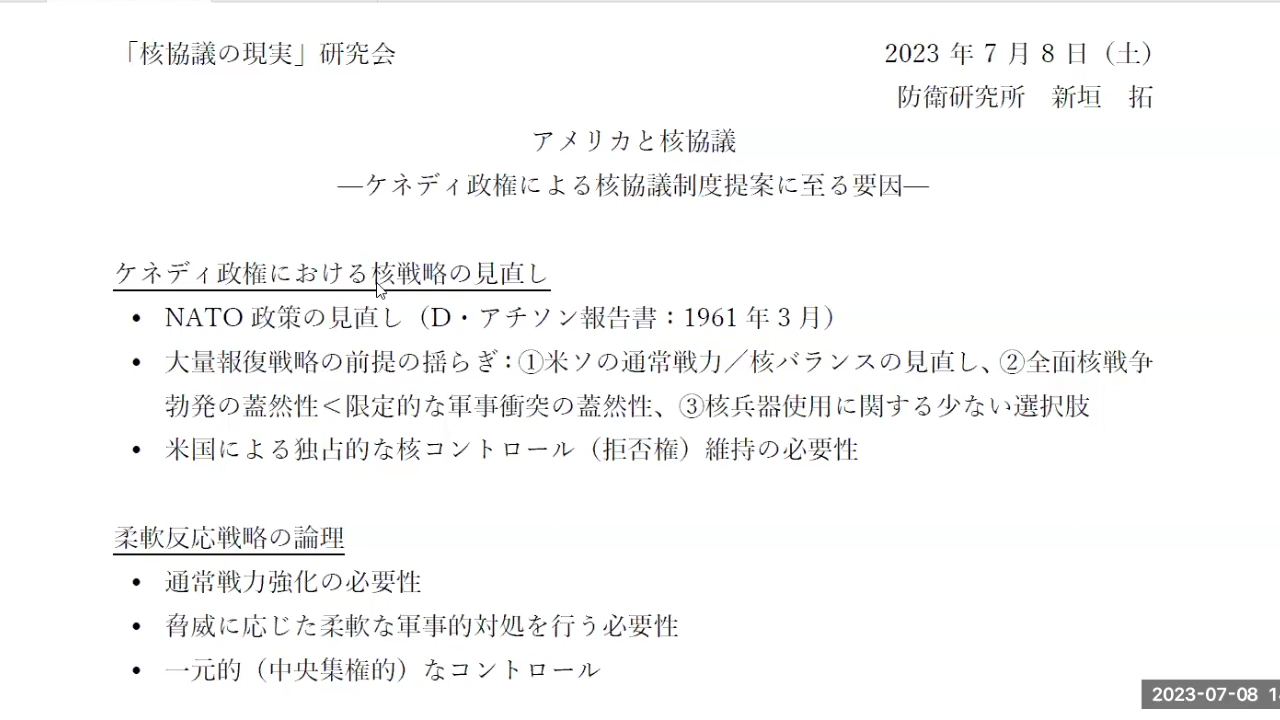 「核協議の現実」研究会 2023 年 7 月 8 日（土）
防衛研究所　新垣　拓
アメリカと核協議
―ケネディ政権による核協議制度提案に至る要因―
ケネディ政権における核戦略の見直し
• NATO 政策の見直し（D・アチソン報告書：1961 年 3 月）
• 大量報復戦略の前提の揺らぎ：①米ソの通常戦力／核バランスの見直し、②全面核戦争
勃発の蓋然性＜限定的な軍事衝突の蓋然性、③核兵器使用に関する少ない選択肢
• 米国による独占的な核コントロール（拒否権）維持の必要性
柔軟反応戦略の論理
• 通常戦力強化の必要性
• 脅威に応じた柔軟な軍事的対処を行う必要性
• 一元的（中央集権的）なコントロール
2023-07-08